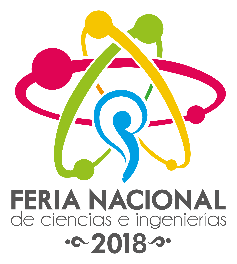 FERIA NACIONAL
de ciencias e ingenierías
2018